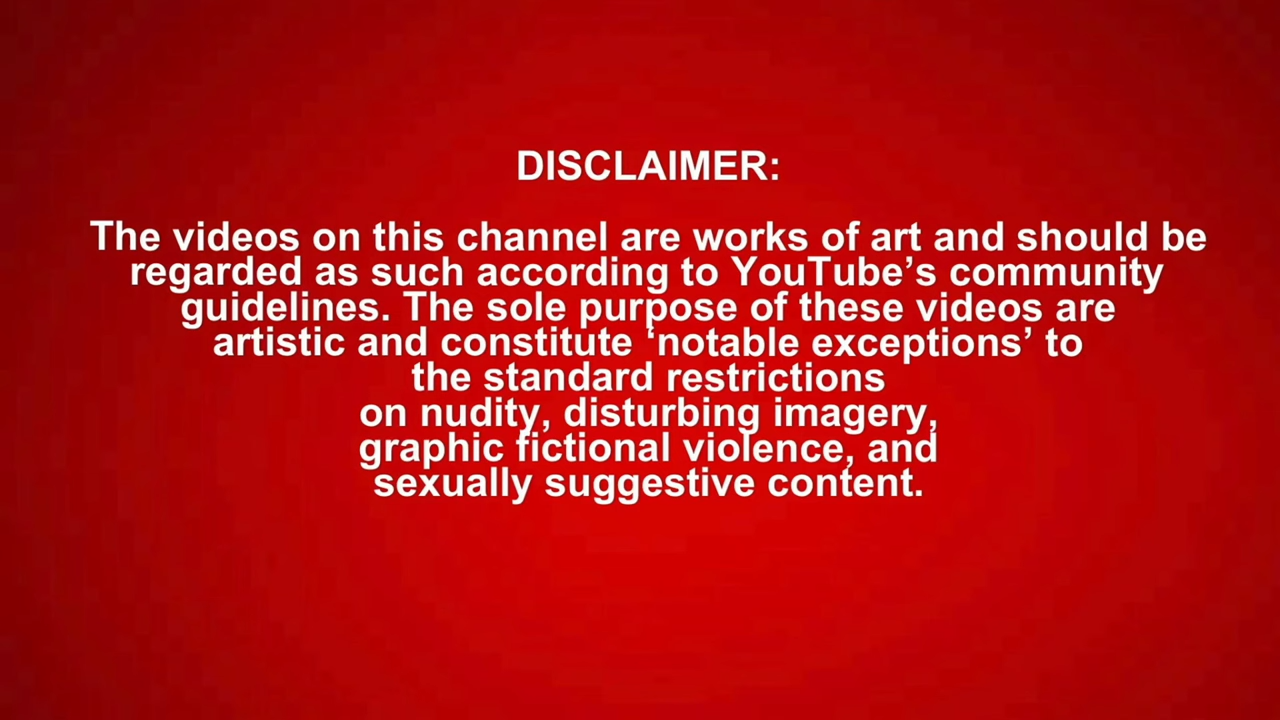 DISCLAIMER:
The videos on this channel are works of art and should be
regarded as such according to YouTube’s community
guidelines. The sole purpose of these videos are
artistic and constitute ‘notable exceptions’ to
the standard restrictions
on nudity, disturbing imagery,
graphic fictional violence, and
sexually suggestive content.